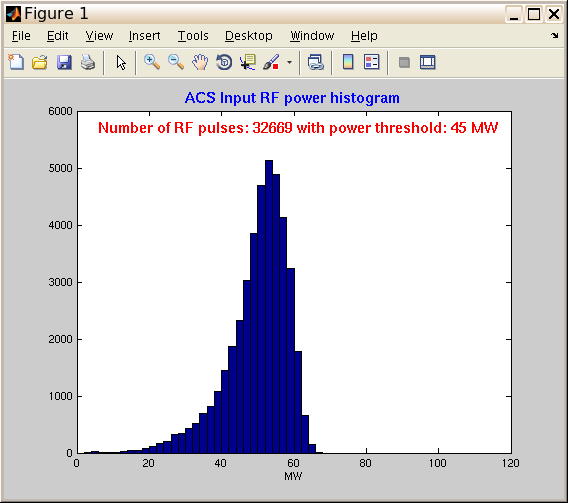 Figure 1
File Edit View Insert Tools Desktop Window Help
ACS Input RF power histogram
Number of RF pulses: 32669 with power threshold: 45 MW
6000
5000
4000
3000
2000
1000
0
0 20 40 60 80 100 120
MW